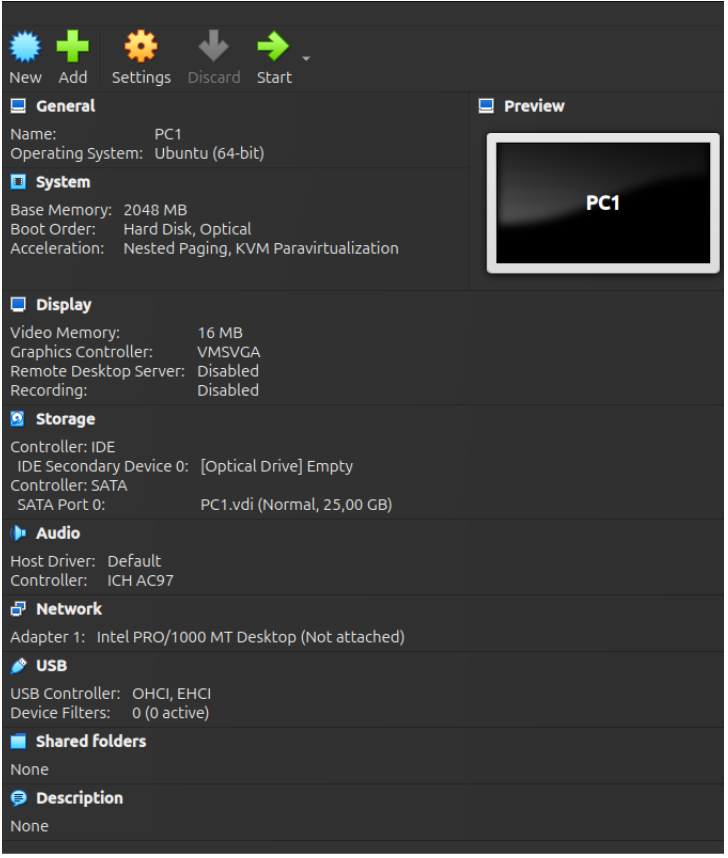 New Add Settings Discard Start
General
Name: PC1
Operating System: Ubuntu (64-bit)
Preview
PC1
System
Base Memory: 2048 MB
Boot Order: Hard Disk, Optical
Acceleration: Nested Paging, KVM Paravirtualization
Display
Video Memory: 16 MB
Graphics Controller: VMSVGA
Remote Desktop Server: Disabled
Recording: Disabled
Storage
Controller: IDE
IDE Secondary Device 0: [Optical Drive] Empty
Controller: SATA
SATA Port 0: PC1.vdi (Normal, 25,00 GB)
Audio
Host Driver: Default
Controller: ICH AC97
Network
Adapter 1: Intel PRO/1000 MT Desktop (Not attached)
USB
USB Controller: OHCI, EHCI
Device Filters: 0 (0 active)
Shared folders
None
Description
None